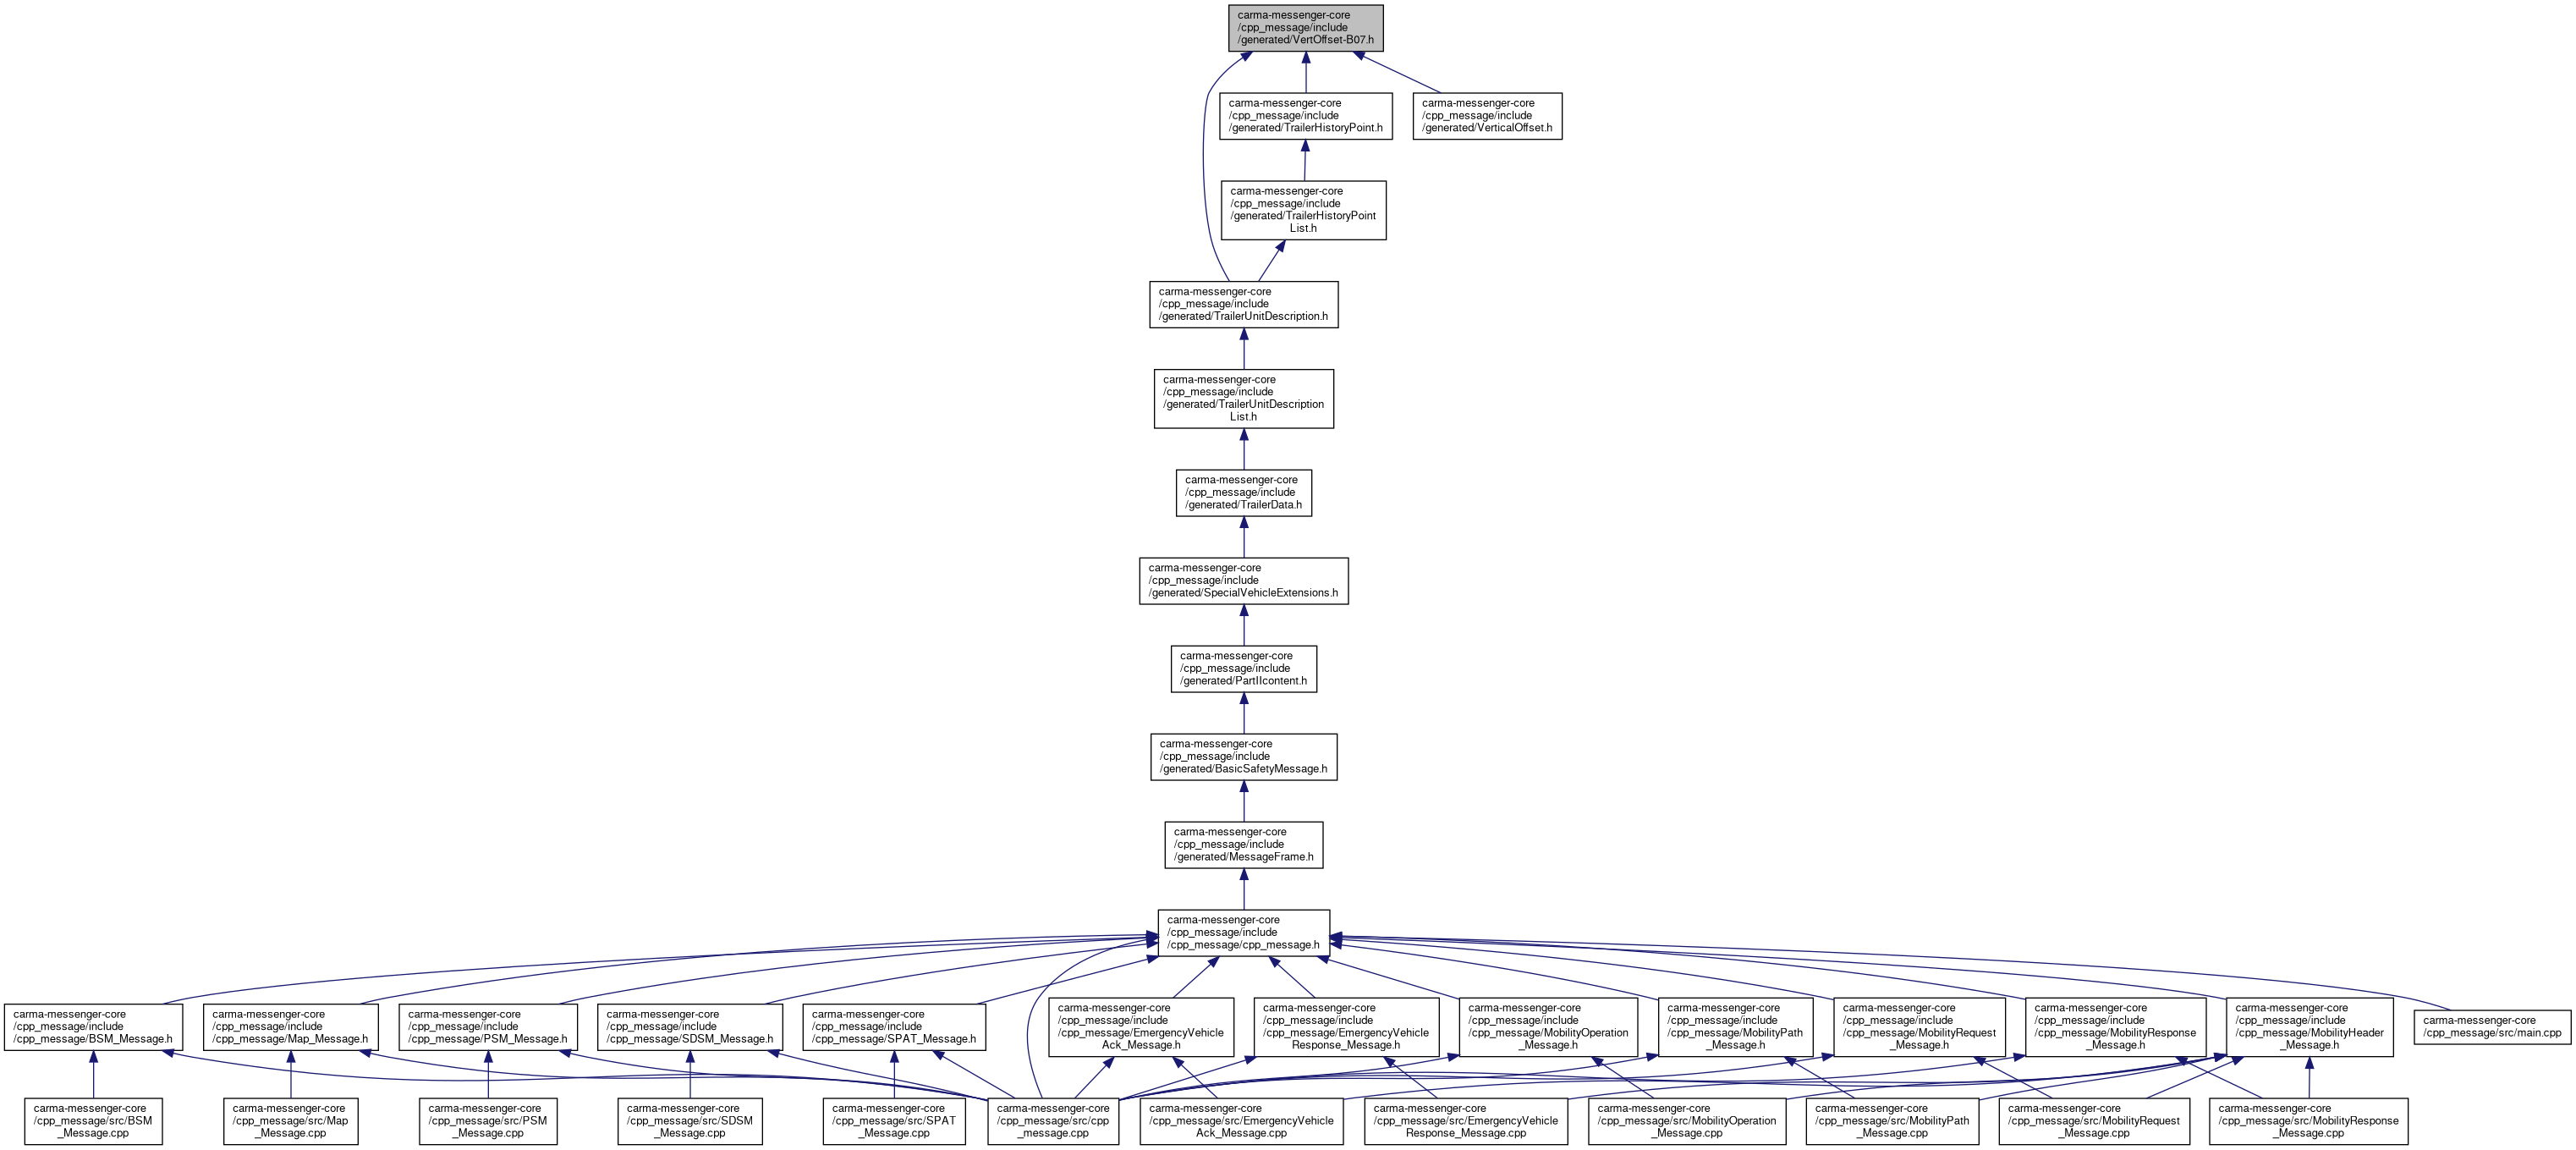 carma-messenger-core
/cpp_message/include
/generated/VertOffset-B07.h
carma-messenger-core
/cpp_message/include
/generated/TrailerHistoryPoint.h
carma-messenger-core
/cpp_message/include
/generated/VerticalOffset.h
carma-messenger-core
/cpp_message/include
/generated/TrailerHistoryPoint
List.h
carma-messenger-core
/cpp_message/include
/generated/TrailerUnitDescription.h
carma-messenger-core
/cpp_message/include
/generated/TrailerUnitDescription
List.h
carma-messenger-core
/cpp_message/include
/generated/TrailerData.h
carma-messenger-core
/cpp_message/include
/generated/SpecialVehicleExtensions.h
carma-messenger-core
/cpp_message/include
/generated/PartIIcontent.h
carma-messenger-core
/cpp_message/include
/generated/BasicSafetyMessage.h
carma-messenger-core
/cpp_message/include
/generated/MessageFrame.h
carma-messenger-core
/cpp_message/include
/cpp_message/cpp_message.h
carma-messenger-core
/cpp_message/include
/cpp_message/BSM_Message.h
carma-messenger-core
/cpp_message/include
/cpp_message/Map_Message.h
carma-messenger-core
/cpp_message/include
/cpp_message/PSM_Message.h
carma-messenger-core
/cpp_message/include
/cpp_message/SDSM_Message.h
carma-messenger-core
/cpp_message/include
/cpp_message/SPAT_Message.h
carma-messenger-core
/cpp_message/include
/cpp_message/EmergencyVehicle
Ack_Message.h
carma-messenger-core
/cpp_message/include
/cpp_message/EmergencyVehicle
Response_Message.h
carma-messenger-core
/cpp_message/include
/cpp_message/MobilityOperation
_Message.h
carma-messenger-core
/cpp_message/include
/cpp_message/MobilityPath
_Message.h
carma-messenger-core
/cpp_message/include
/cpp_message/MobilityRequest
_Message.h
carma-messenger-core
/cpp_message/include
/cpp_message/MobilityResponse
_Message.h
carma-messenger-core
/cpp_message/include
/cpp_message/MobilityHeader
_Message.h
carma-messenger-core
/cpp_message/src/main.cpp
carma-messenger-core
/cpp_message/src/BSM
_Message.cpp
carma-messenger-core
/cpp_message/src/Map
_Message.cpp
carma-messenger-core
/cpp_message/src/PSM
_Message.cpp
carma-messenger-core
/cpp_message/src/SDSM
_Message.cpp
carma-messenger-core
/cpp_message/src/SPAT
_Message.cpp
carma-messenger-core
/cpp_message/src/cpp
_message.cpp
carma-messenger-core
/cpp_message/src/EmergencyVehicle
Ack_Message.cpp
carma-messenger-core
/cpp_message/src/EmergencyVehicle
Response_Message.cpp
carma-messenger-core
/cpp_message/src/MobilityOperation
_Message.cpp
carma-messenger-core
/cpp_message/src/MobilityPath
_Message.cpp
carma-messenger-core
/cpp_message/src/MobilityRequest
_Message.cpp
carma-messenger-core
/cpp_message/src/MobilityResponse
_Message.cpp